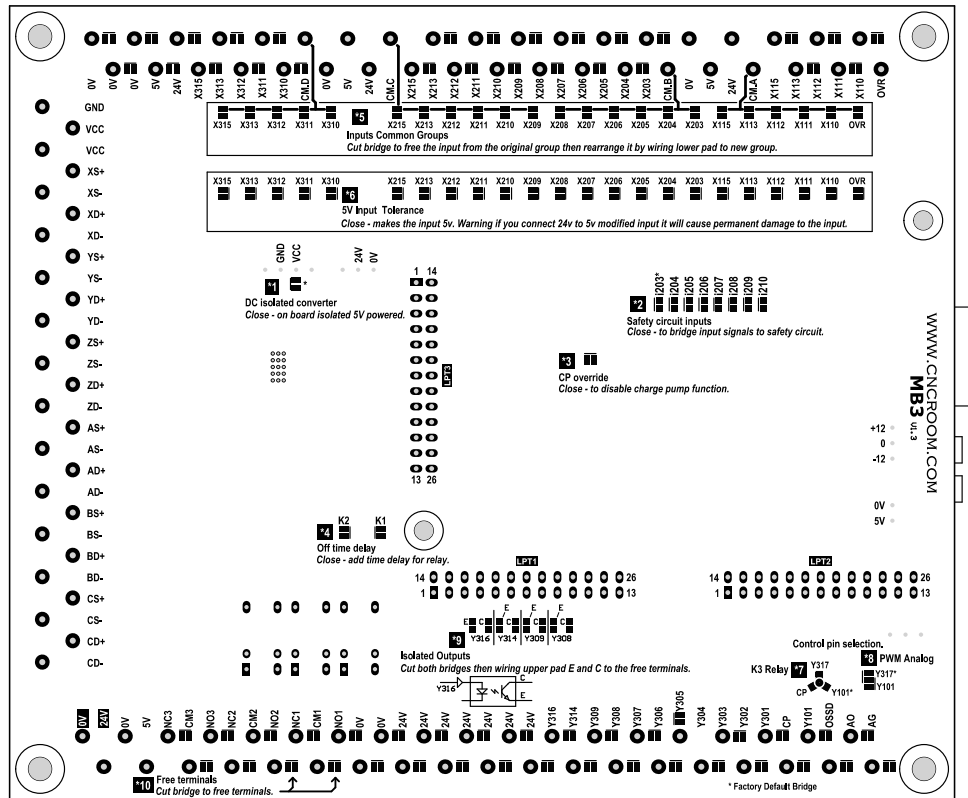 0V 0V 5V 24V X315 X313 X312 X311 X310 CM.D 0V 5V 24V CM.C X215 X213 X212 X211 X210 X209 X208 X207 X206 X205 X204 X203 CM.B 0V 5V 24V CM.A X115 X113 X112 X111 X110 OVR
X315 X313 X312 X311 X310 X215 X213 X212 X211 X210 X209 X208 X207 X206 X205 X204 X203 X115 X113 X112 X111 X110 OVR
*5
Inputs Common Groups
Cut bridge to free the input from the original group then rearrange it by wiring lower pad to new group.
X315 X313 X312 X311 X310 X215 X213 X212 X211 X210 X209 X208 X207 X206 X205 X204 X203 X115 X113 X112 X111 X110 OVR
*6
5V Input Tolerance
Close - makes the input 5v. Warning if you connect 24v to 5v modified input it will cause permanent damage to the input.
GND
VCC
VCC
XS+
XS-
XD+
XD-
YS+
YS-
YD+
YD-
ZS+
ZS-
ZD+
ZD-
AS+
AS-
AD+
AD-
BS+
BS-
BD+
BD-
CS+
CS-
CD+
CD-
GND VCC 24V 0V
*1 *
DC isolated converter
Close - on board isolated 5V powered.
1 14
LPT3
13 26
i203* i204 i205 i206 i207 i208 i209 i210
*2
Safety circuit inputs
Close - to bridge input signals to safety circuit.
*3
CP override
Close - to disable charge pump function.
WWW.CNCROOM.COM
MB3 V1.3
+12
0
-12
0V
5V
K2 K1
*4
Off time delay
Close - add time delay for relay.
LPT1
14 26
1 13
LPT2
14 26
1 13
E E E
E C C C C
Y316 Y314 Y309 Y308
*9
Isolated Outputs
Cut both bridges then wiring upper pad E and C to the free terminals.
Y316 C E
Control pin selection.
K3 Relay *7 Y317 CP Y101*
*8 PWM Analog
Y317*
Y101
0V 24V 0V 5V NC3 CM3 NO3 NC2 CM2 NO2 NC1 CM1 NO1 0V 0V 24V 24V 24V 24V 24V 24V Y316 Y314 Y309 Y308 Y307 Y306 Y305 Y304 Y303 Y302 Y301 CP Y101 OSSD AO AG
*10 Free terminals
Cut bridge to free terminals.
* Factory Default Bridge